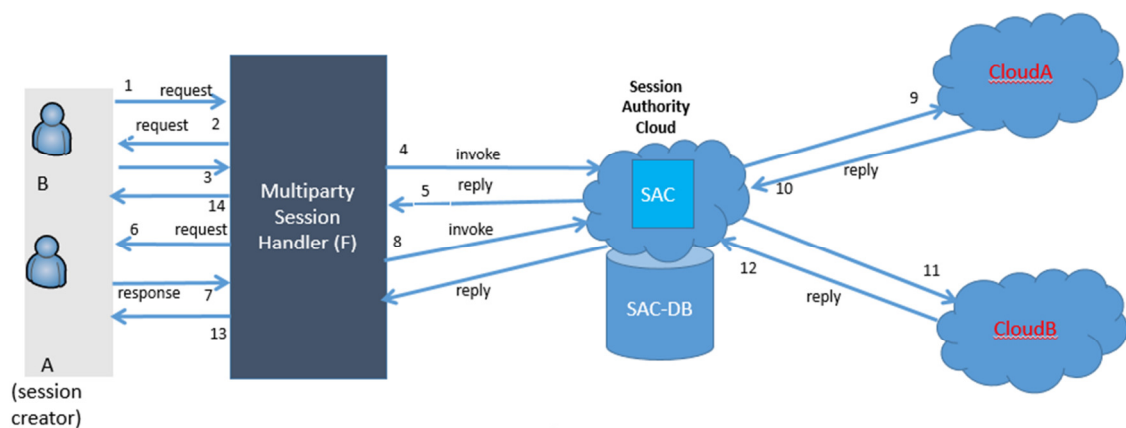 1 request
request 2
3
14
6 request
response 7
13
B
A
(session
creator)
Multiparty
Session
Handler (F)
4 invoke
5 reply
8 invoke
reply
Session
Authority
Cloud
SAC
SAC-DB
9
10 reply
11
12 reply
CloudA
CloudB